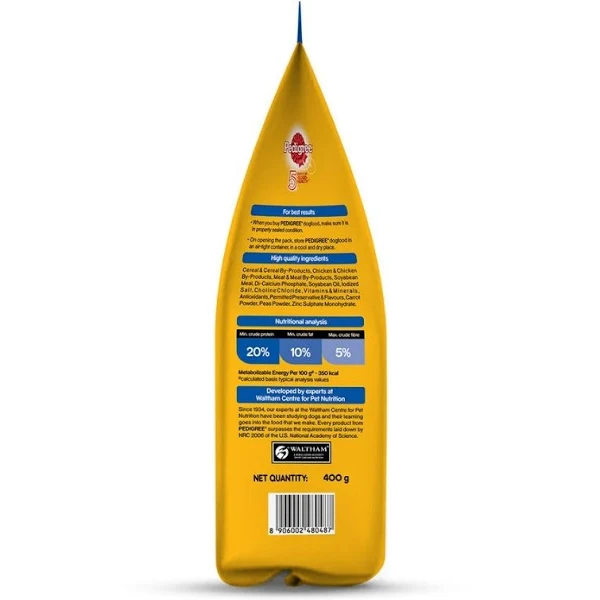 Pedigree
5
For best results
• When you buy PEDIGREE® dogfood, make sure it is
in properly sealed condition.
• On opening the pack, store PEDIGREE® dogfood in
an air-tight container, in a cool and dry place.
High quality ingredients
Cereal & Cereal By-Products, Chicken & Chicken
By-Products, Meat & Meat By-Products, Soyabean
Meal, Di-Calcium Phosphate, Soyabean Oil, Iodized
Salt, Choline Chloride, Vitamins & Minerals,
Antioxidants, Permitted Preservative & Flavours, Carrot
Powder, Peas Powder, Zinc Sulphate Monohydrate.
Nutritional analysis
Min. crude protein Min. crude fat Max. crude fibre
20% 10% 5%
Metabolizable Energy Per 100 g# - 350 kcal
#calculated basis typical analysis values
Developed by experts at
Waltham Centre for Pet Nutrition
Since 1934, our experts at the Waltham Centre for Pet
Nutrition have been studying dogs and their learning
goes into the food that we make. Every product from
PEDIGREE® surpasses the requirements laid down by
NRC 2006 of the U.S. National Academy of Science.
WALTHAM
NET QUANTITY: 400 g
8 906002 480487